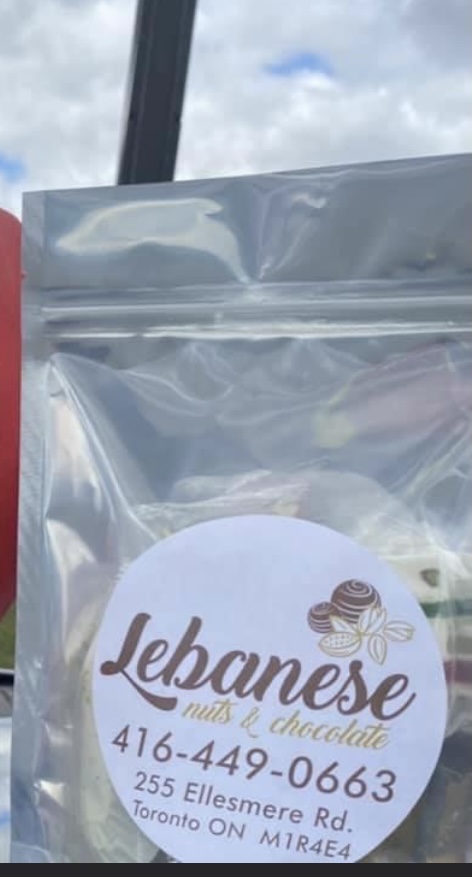 Lebanese
nuts & chocolate
416-449-0663
255 Ellesmere Rd.
Toronto ON M1R4E4